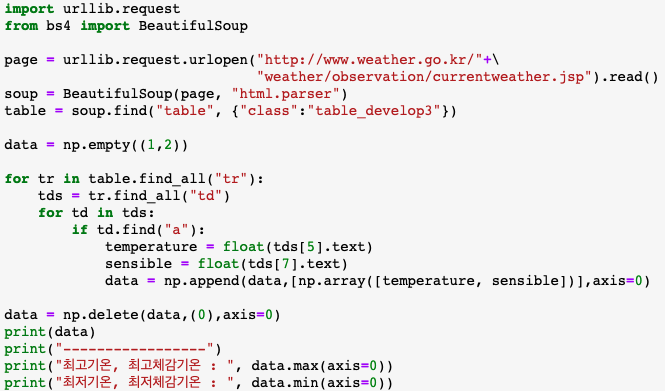 import urllib.request
from bs4 import BeautifulSoup

page = urllib.request.urlopen("http://www.weather.go.kr/"+\
                              "weather/observation/currentweather.jsp").read()
soup = BeautifulSoup(page, "html.parser")
table = soup.find("table", {"class":"table_develop3"})

data = np.empty((1,2))

for tr in table.find_all("tr"):
    tds = tr.find_all("td")
    for td in tds:
        if td.find("a"):
            temperature = float(tds[5].text)
            sensible = float(tds[7].text)
            data = np.append(data,[np.array([temperature, sensible])],axis=0)

data = np.delete(data,(0),axis=0)
print(data)
print("-----------------")
print("최고기온, 최고체감기온 : ", data.max(axis=0))
print("최저기온, 최저체감기온 : ", data.min(axis=0))